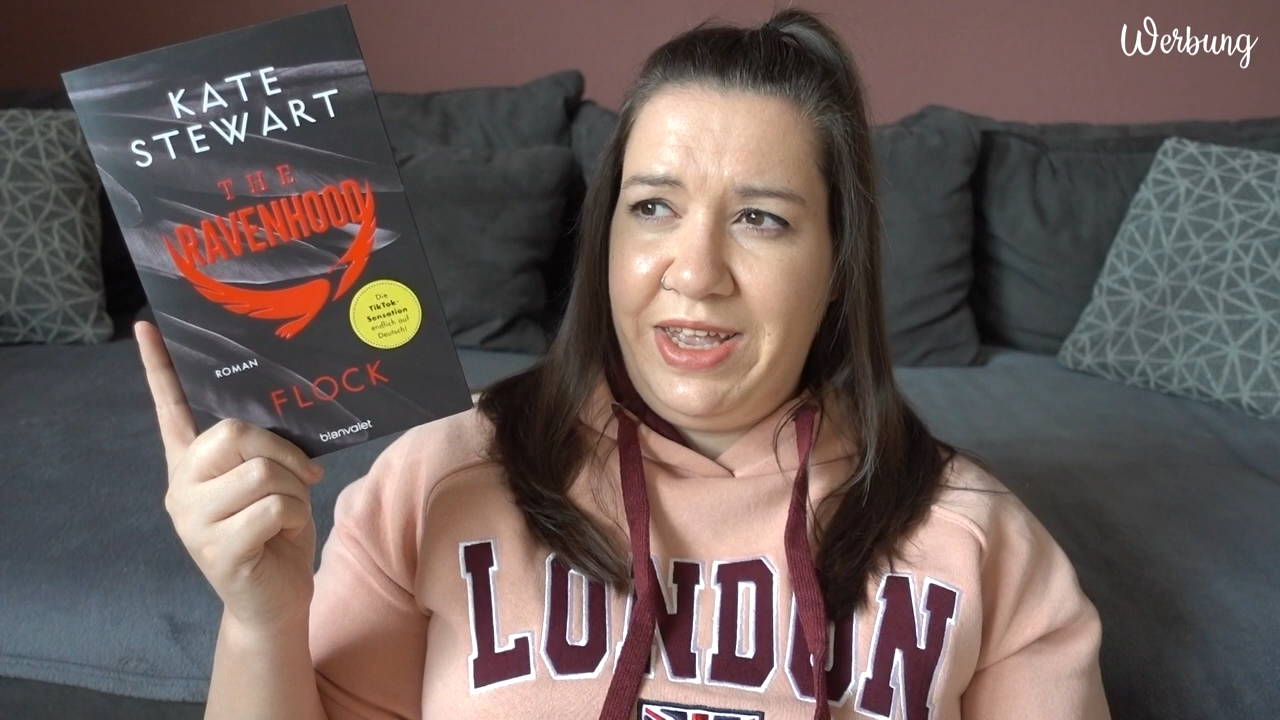 Werbung
KATE
STEWART
THE
RAVENHOOD
Die
TikTok-
Sensation
endlich auf
Deutsch!
ROMAN
FLOCK
blanvalet
LONDON